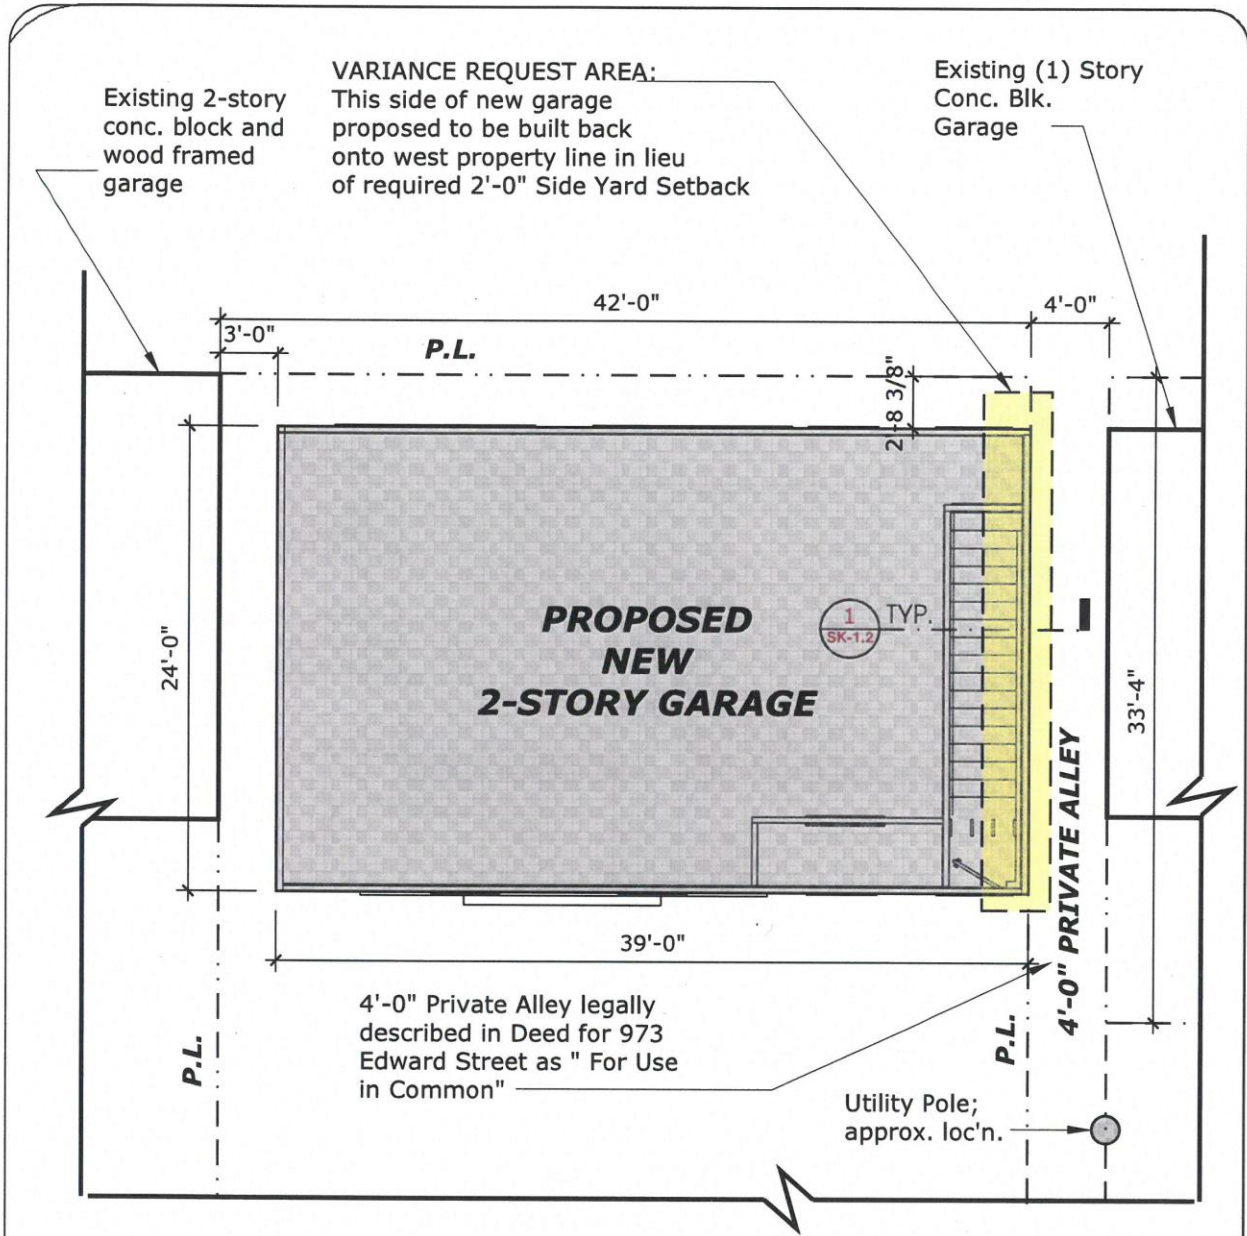 VARIANCE REQUEST AREA:
This side of new garage
proposed to be built back
onto west property line in lieu
of required 2'-0" Side Yard Setback
Existing (1) Story
Conc. Blk.
Garage
Existing 2-story
conc. block and
wood framed
garage
42'-0"
4'-0"
3'-0"
P.L.
2'-8 3/8"
24'-0"
PROPOSED
NEW
2-STORY GARAGE
1
SK-1.2
TYP.
33'-4"
4'-0" PRIVATE ALLEY
39'-0"
4'-0" Private Alley legally
described in Deed for 973
Edward Street as " For Use
in Common"
P.L.
P.L.
Utility Pole;
approx. loc'n.